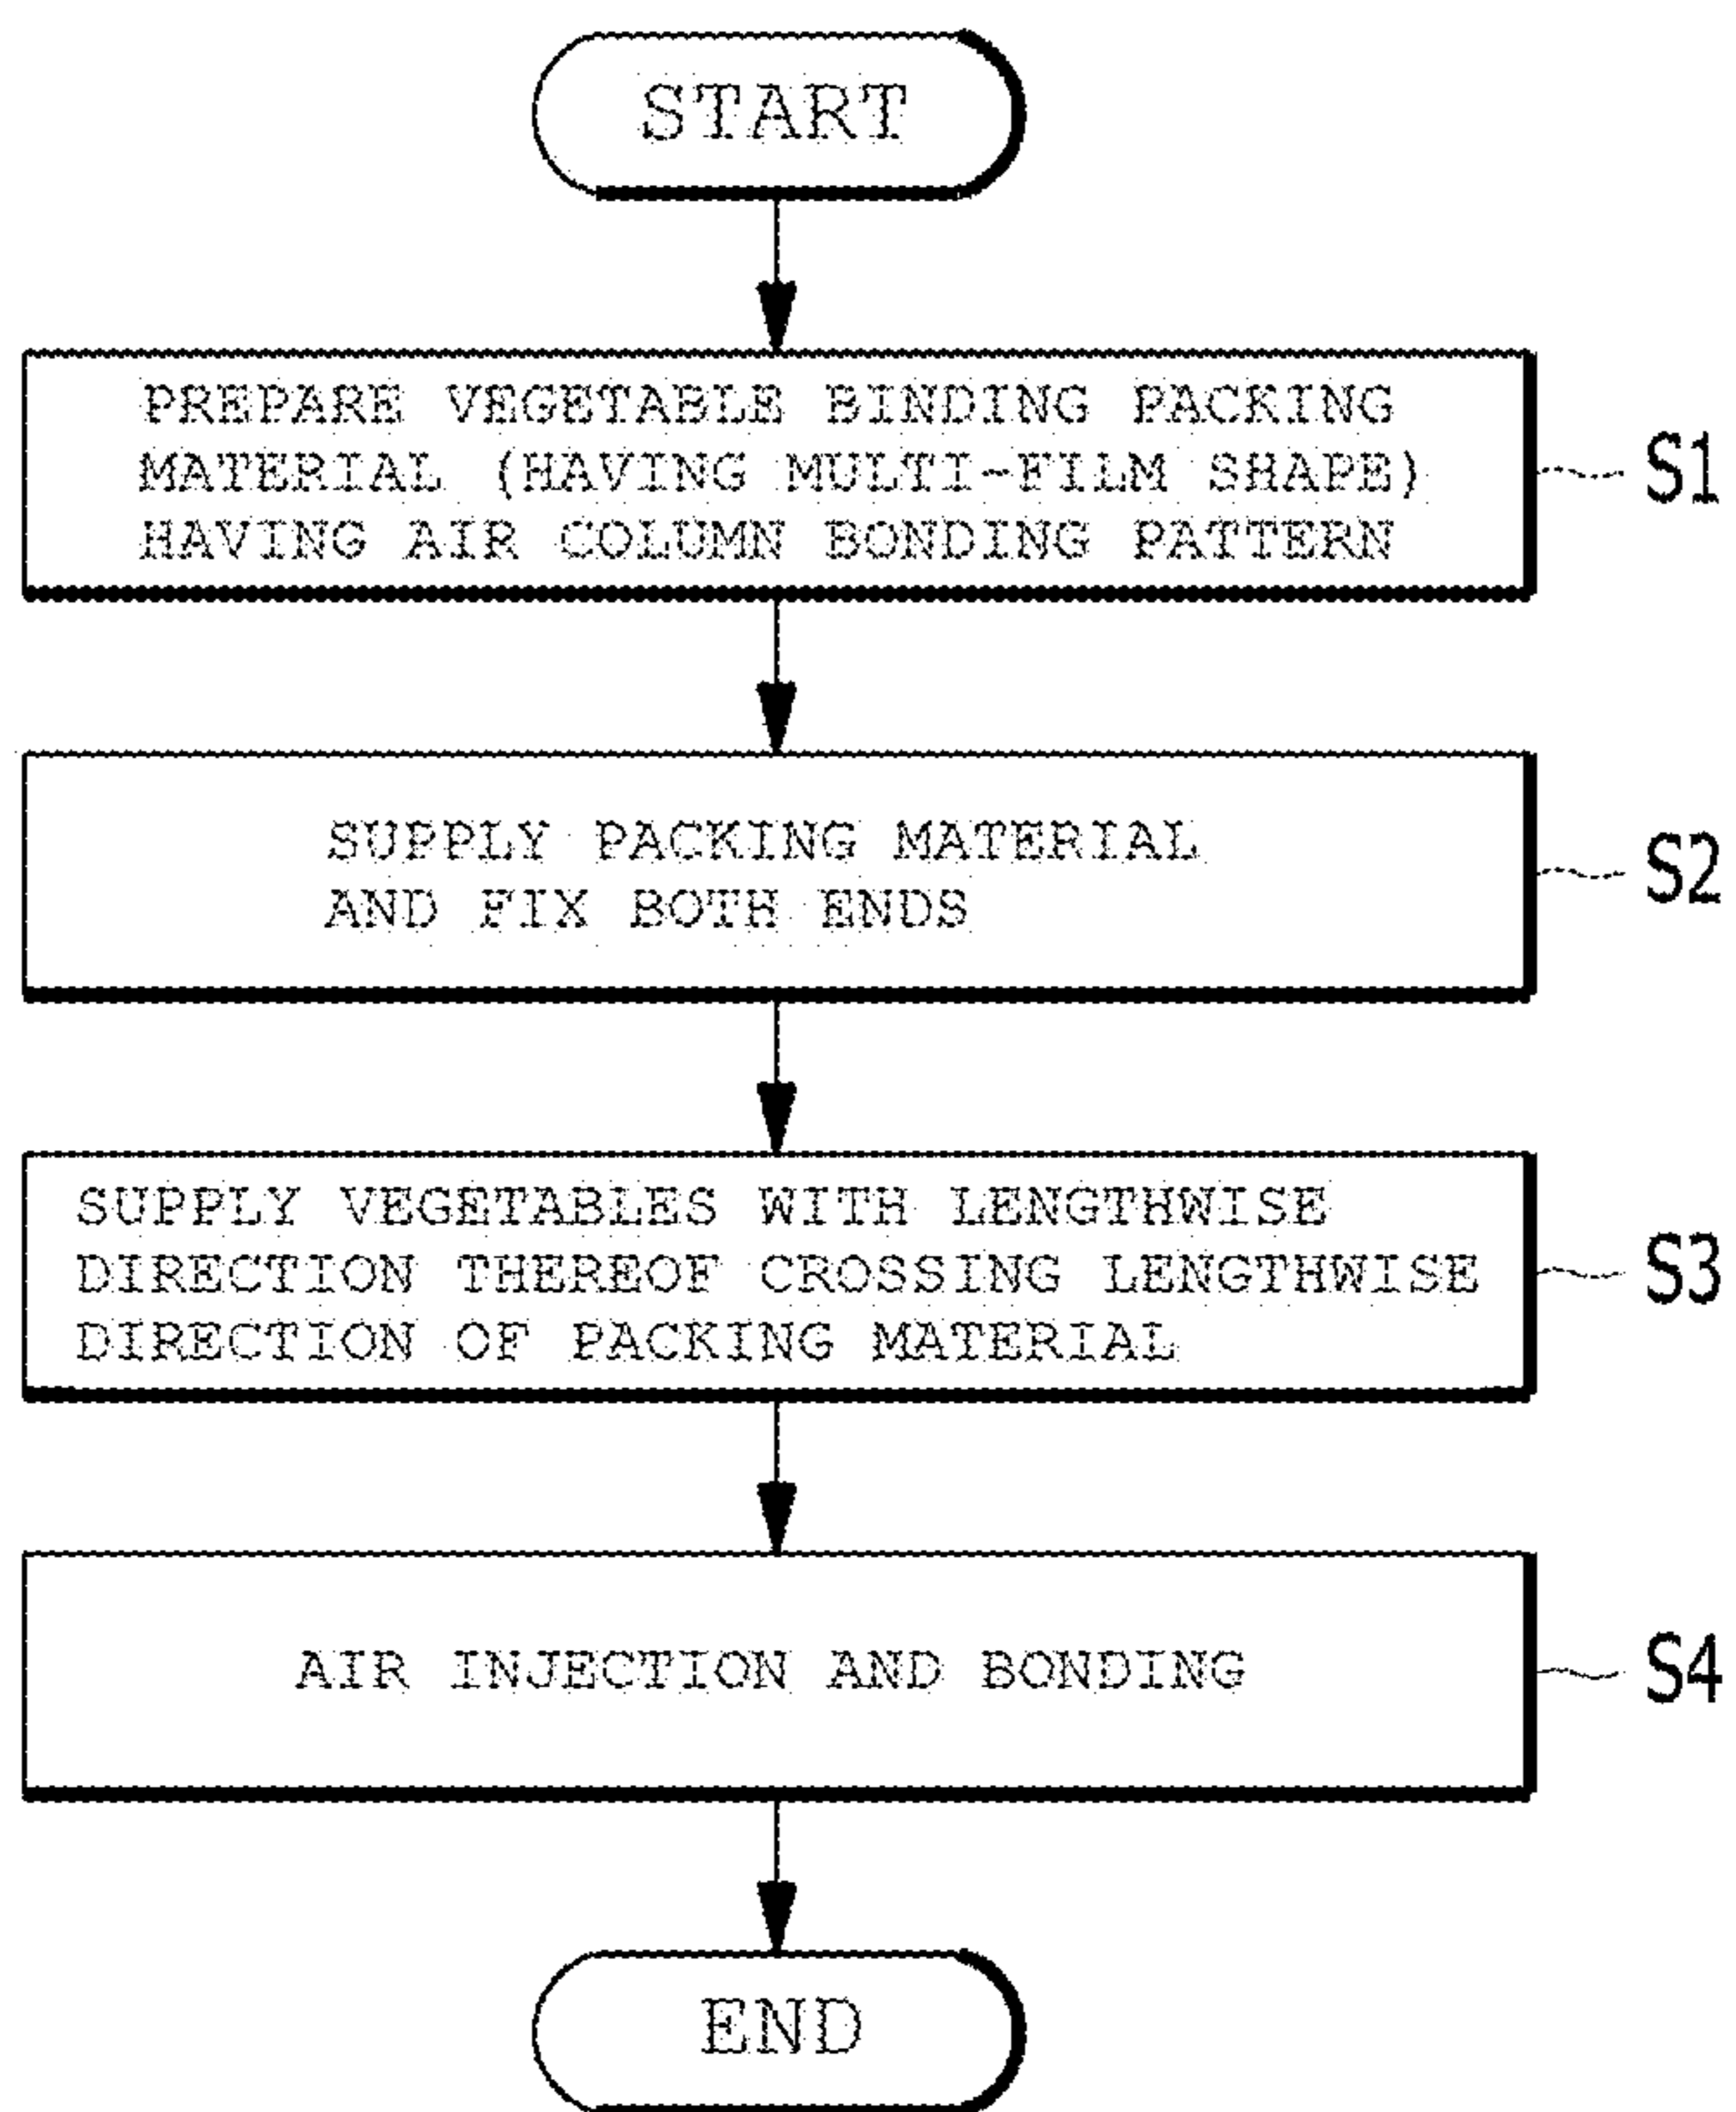 START
PREPARE VEGETABLE BINDING PACKING
MATERIAL (HAVING MULTI-FILM SHAPE)
HAVING AIR COLUMN BONDING PATTERN
S1
SUPPLY PACKING MATERIAL
AND FIX BOTH ENDS
S2
SUPPLY VEGETABLES WITH LENGTHWISE
DIRECTION THEREOF CROSSING LENGTHWISE
DIRECTION OF PACKING MATERIAL
S3
AIR INJECTION AND BONDING
S4
END